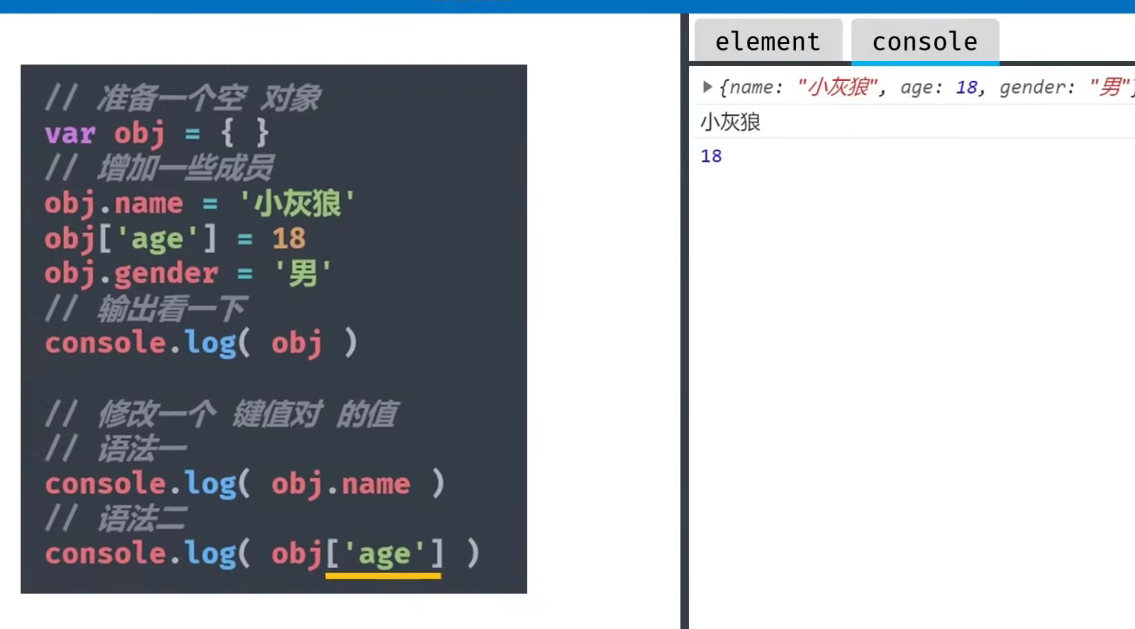 // 准备一个空 对象
var obj = { }
// 增加一些成员
obj.name = '小灰狼'
obj['age'] = 18
obj.gender = '男'
// 输出看一下
console.log( obj )
// 修改一个 键值对 的值
// 语法一
console.log( obj.name )
// 语法二
console.log( obj['age'] )
element console
{name: "小灰狼", age: 18, gender: "男"}
小灰狼
18